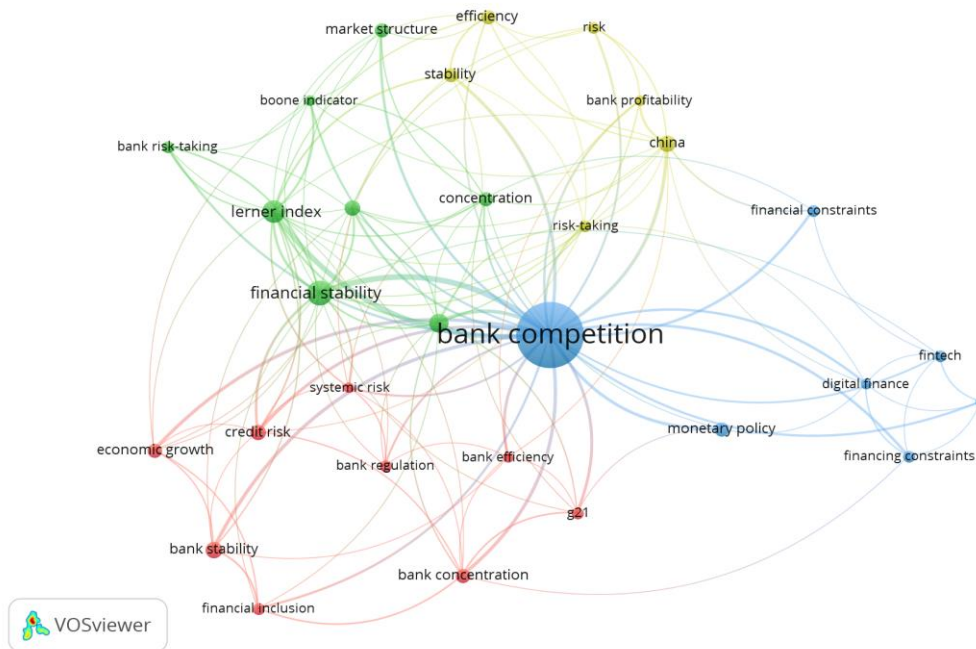 efficiency
market structure
risk
stability
boone indicator
bank profitability
bank risk-taking
china
concentration
lerner index
financial constraints
risk-taking
financial stability
bank competition
fintech
systemic risk
digital finance
credit risk
monetary policy
economic growth
bank regulation
bank efficiency
financing constraints
g21
bank stability
bank concentration
financial inclusion
VOSviewer